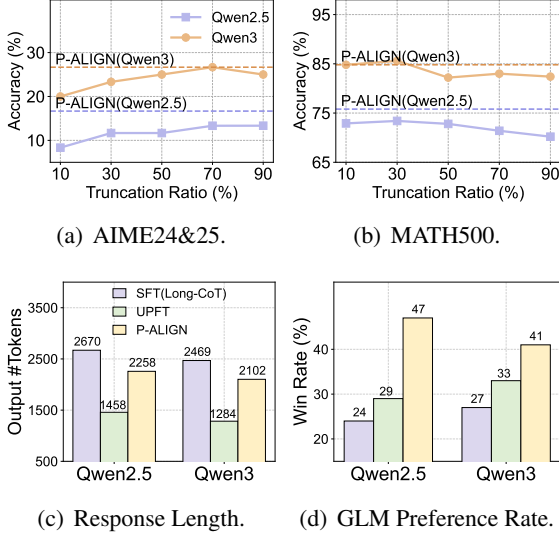 Qwen2.5
Qwen3
Accuracy (%)
30
20
10
P-ALIGN(Qwen3)
P-ALIGN(Qwen2.5)
10 30 50 70 90
Truncation Ratio (%)
(a) AIME24&25.
Accuracy (%)
95
85
75
65
P-ALIGN(Qwen3)
P-ALIGN(Qwen2.5)
10 30 50 70 90
Truncation Ratio (%)
(b) MATH500.
Output #Tokens
3500
2500
1500
500
SFT(Long-CoT)
UPFT
P-ALIGN
2670
1458
2258
2469
1284
2102
Qwen2.5 Qwen3
(c) Response Length.
Win Rate (%)
40
30
20
24
29
47
27
33
41
Qwen2.5 Qwen3
(d) GLM Preference Rate.